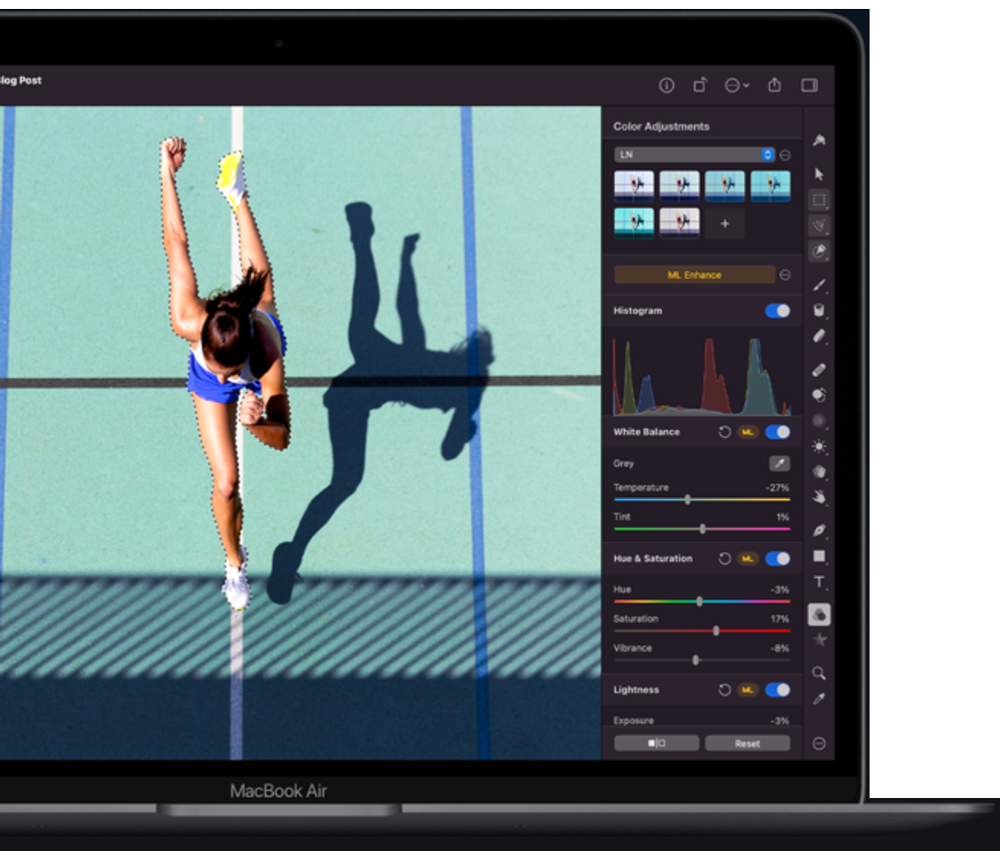 log Post
Color Adjustments
LN
+
ML Enhance
Histogram
White Balance ML
Grey
Temperature -27%
Tint 1%
Hue & Saturation ML
Hue -3%
Saturation 17%
Vibrance -8%
Lightness ML
Exposure -3%
Reset
T
MacBook Air